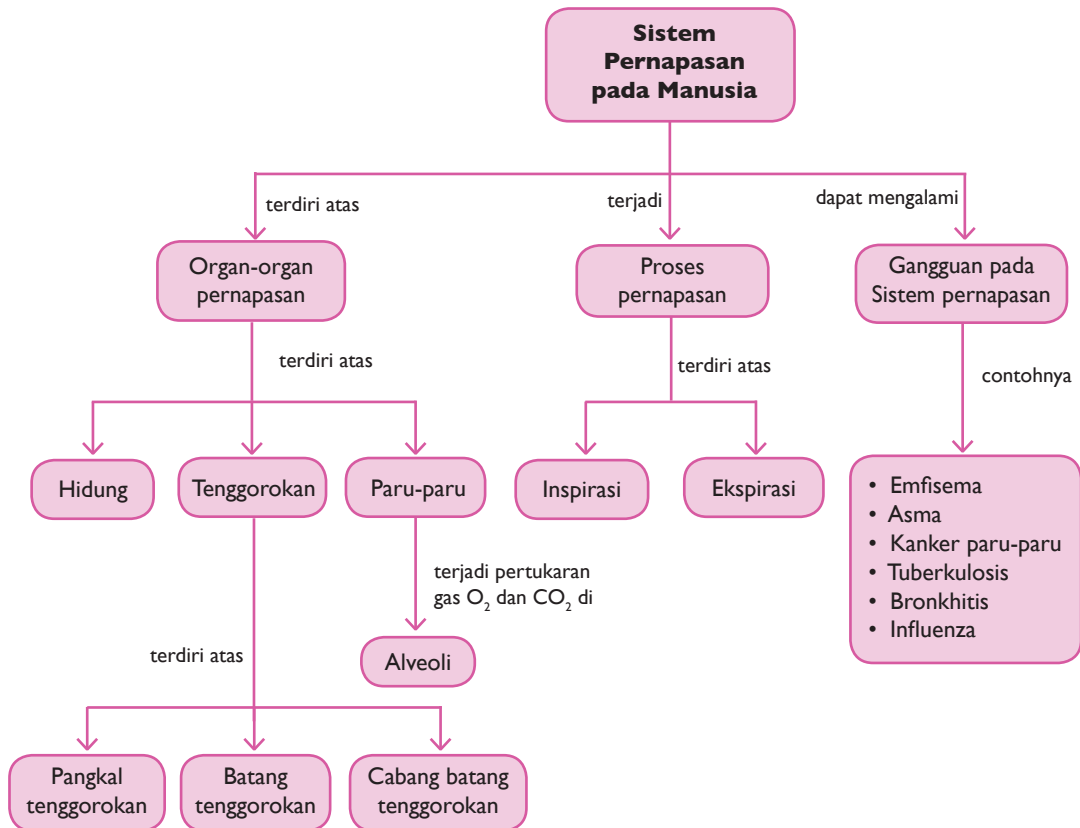 Sistem
Pernapasan
pada Manusia
terdiri atas
terjadi
dapat mengalami
Organ-organ
pernapasan
Proses
pernapasan
Gangguan pada
Sistem pernapasan
terdiri atas
terdiri atas
contohnya
Hidung
Tenggorokan
Paru-paru
Inspirasi
Ekspirasi
• Emfisema
• Asma
• Kanker paru-paru
• Tuberkulosis
• Bronkhitis
• Influenza
terjadi pertukaran
gas O₂ dan CO₂ di
terdiri atas
Alveoli
Pangkal
tenggorokan
Batang
tenggorokan
Cabang batang
tenggorokan